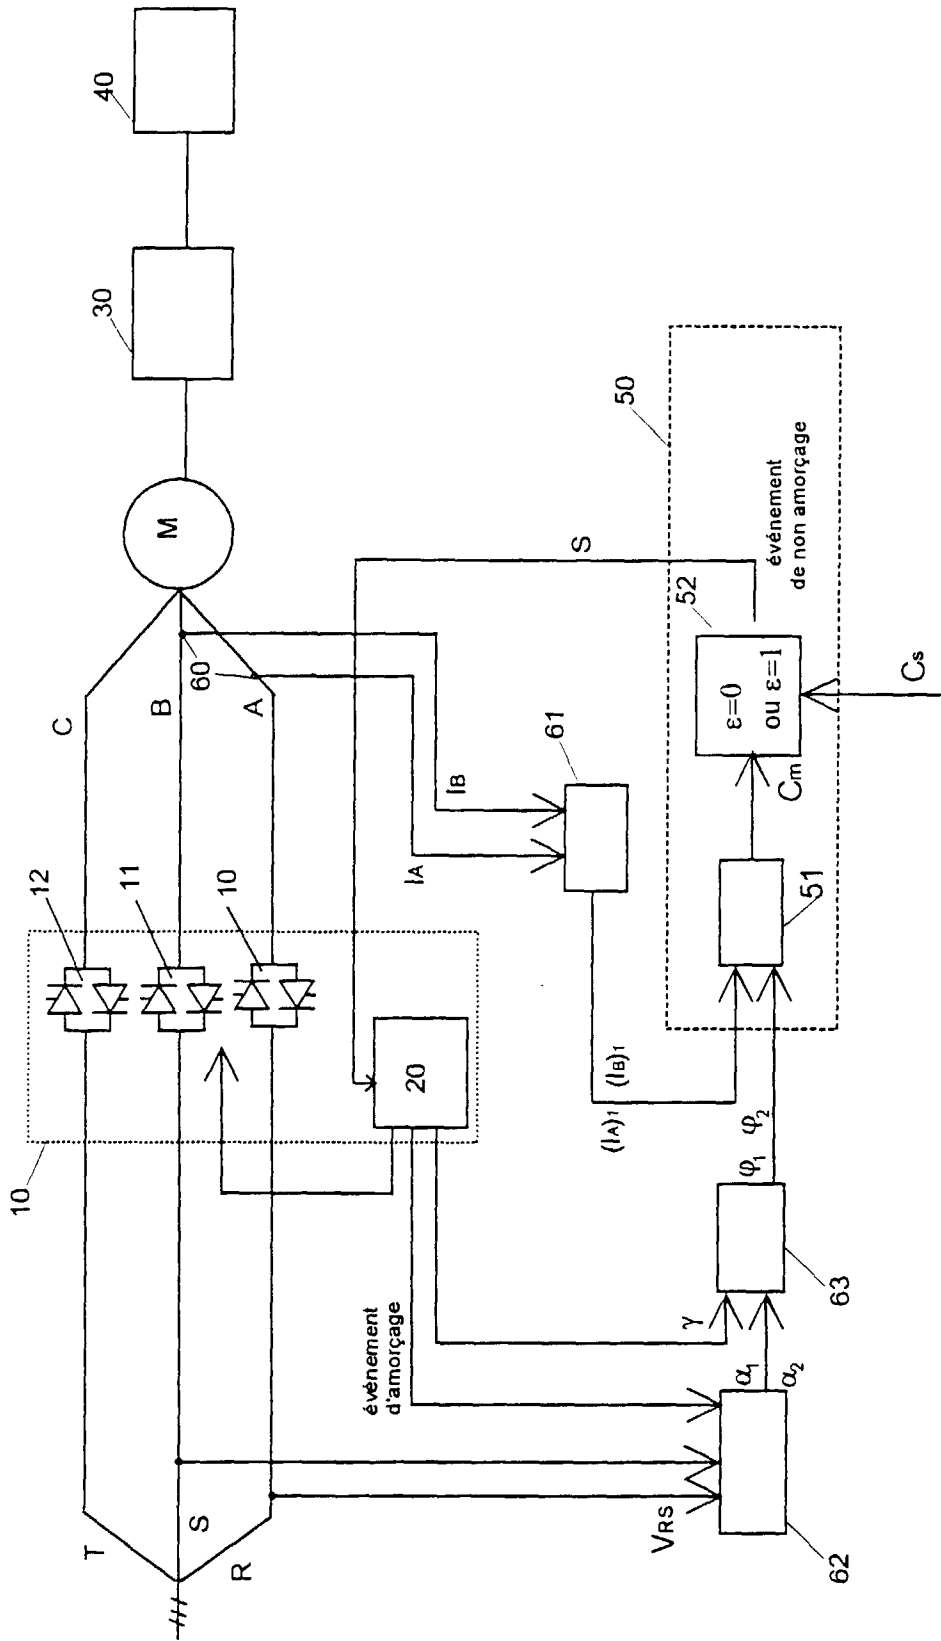 40
30
M
C
B
A
60
12
11
10
10
20
T
S
R
événement
d'amorçage
IA
IB
61
S
50
52
événement
de non amorçage
ε=0
ou ε=1
Cs
Cm
51
(IA)1 (IB)1
φ1 φ2
63
γ
α1
α2
VRS
62